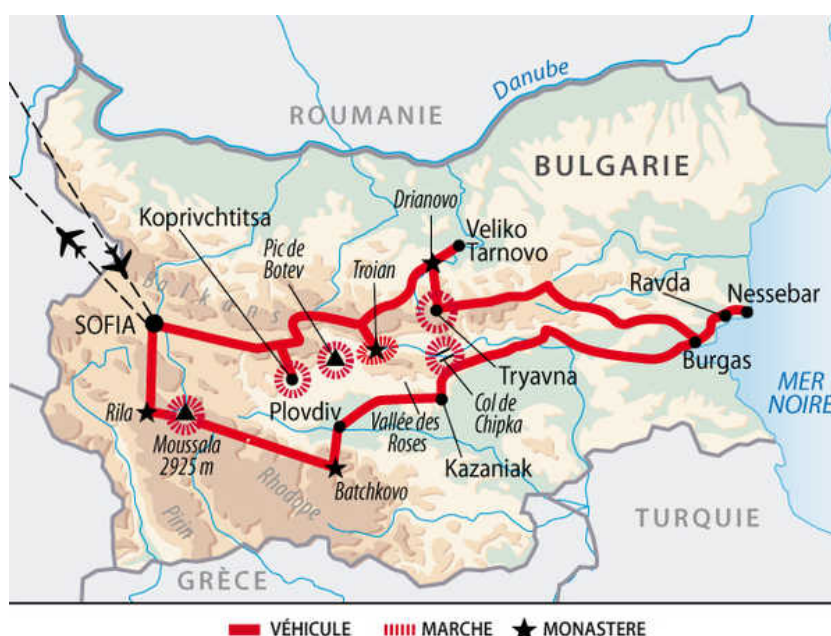 Danube
ROUMANIE
BULGARIE
Drianovo
Koprivchtitsa
Veliko
Tarnovo
Pic de
Botev
Troian
Balkans
Ravda
Nessebar
SOFIA
Burgas
Tryavna
MER
NOIRE
Plovdiv
Col de
Chipka
Rila
Vallée des
Roses
Moussala
2925 m
Kazaniak
Rhodope
Batchkovo
Pirin
TURQUIE
GRÈCE
VÉHICULE MARCHE MONASTERE